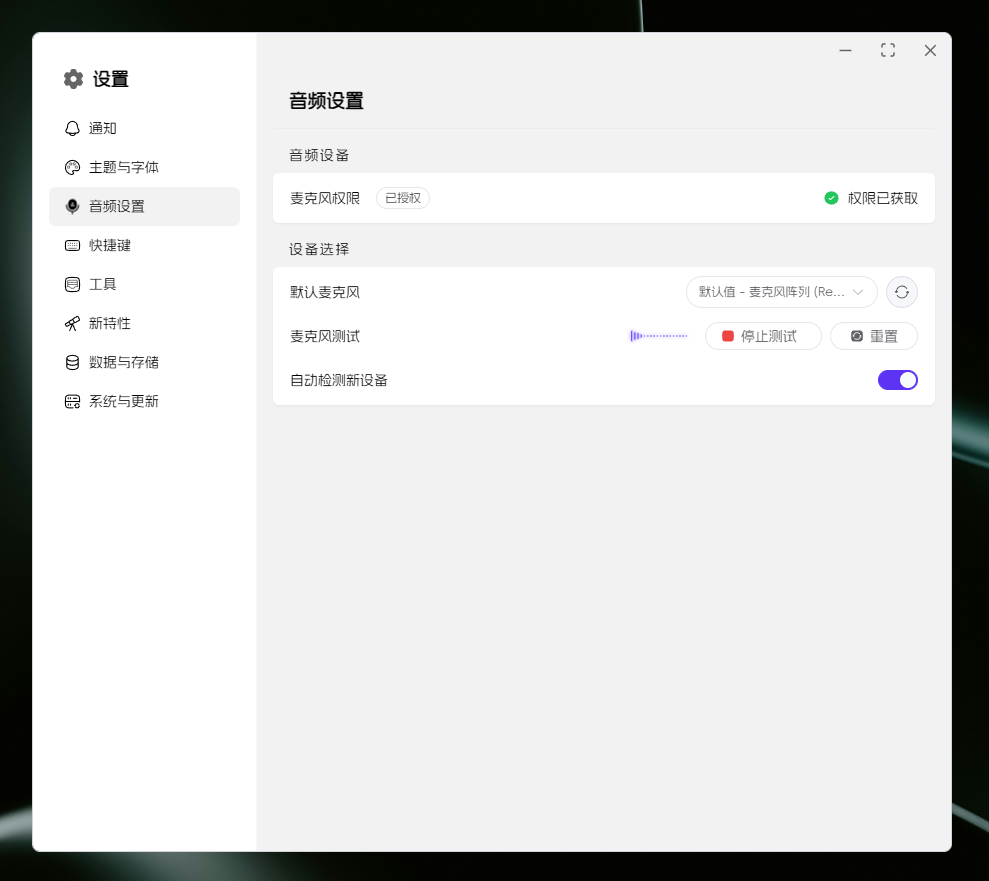 设置
通知
主题与字体
音频设置
快捷键
工具
新特性
数据与存储
系统与更新
音频设置
音频设备
麦克风权限 已授权 权限已获取
设备选择
默认麦克风 默认值 - 麦克风阵列 (Re...
麦克风测试 停止测试 重置
自动检测新设备